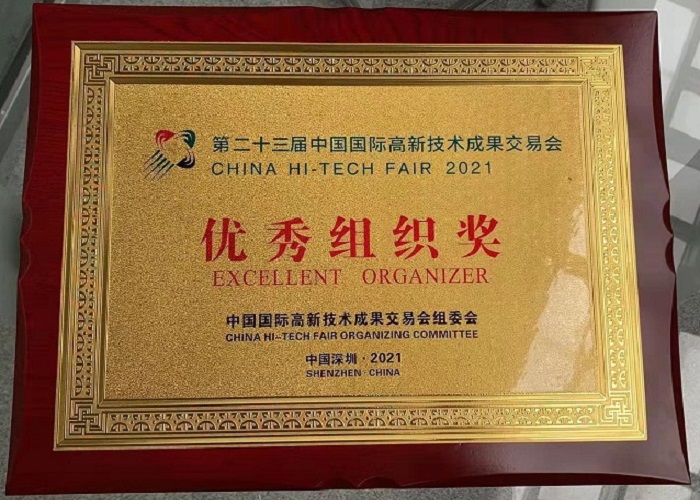 第二十三届中国国际高新技术成果交易会
CHINA HI-TECH FAIR 2021
优秀组织奖
EXCELLENT ORGANIZER
中国国际高新技术成果交易会组委会
CHINA HI-TECH FAIR ORGANIZING COMMITTEE
中国深圳·2021
SHENZHEN·CHINA